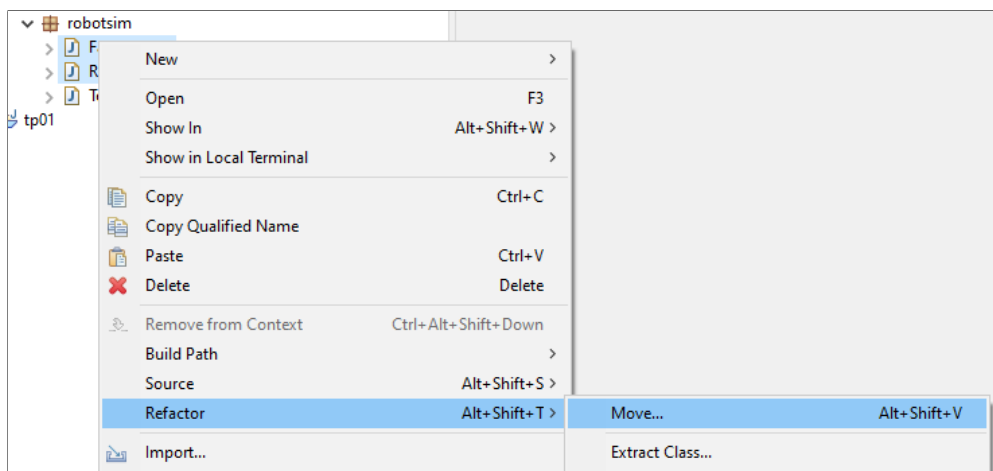 robotsim
F
R
New
Open F3
tp01
Show In Alt+Shift+W
Show in Local Terminal
Copy Ctrl+C
Copy Qualified Name
Paste Ctrl+V
Delete Delete
Remove from Context Ctrl+Alt+Shift+Down
Build Path
Source Alt+Shift+S
Refactor Alt+Shift+T
Move... Alt+Shift+V
Import...
Extract Class...